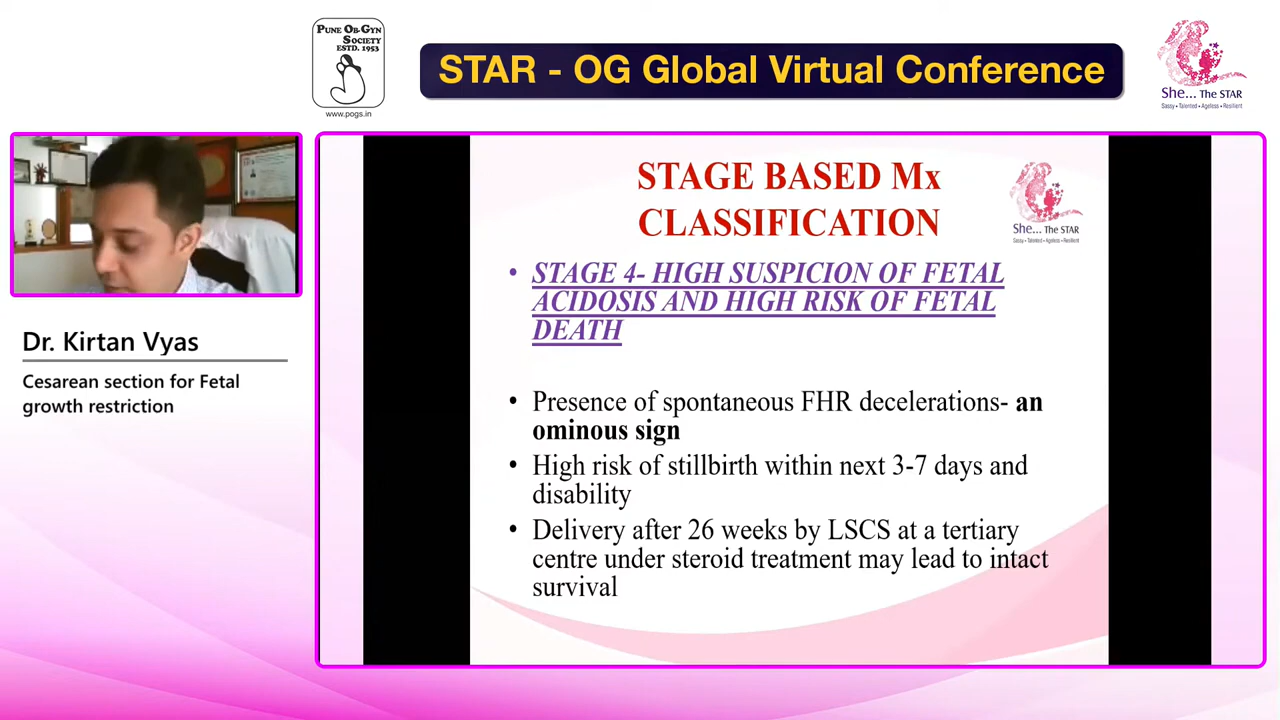 PUNE OB-GYN
SOCIETY
ESTD. 1953
www.pogs.in
STAR - OG Global Virtual Conference
She... The STAR
Sassy • Talented • Ageless • Resilient
Dr. Kirtan Vyas
Cesarean section for Fetal
growth restriction
STAGE BASED Mx
CLASSIFICATION
She... The STAR
Sassy • Talented • Ageless • Resilient
• STAGE 4- HIGH SUSPICION OF FETAL
ACIDOSIS AND HIGH RISK OF FETAL
DEATH
• Presence of spontaneous FHR decelerations- an
ominous sign
• High risk of stillbirth within next 3-7 days and
disability
• Delivery after 26 weeks by LSCS at a tertiary
centre under steroid treatment may lead to intact
survival